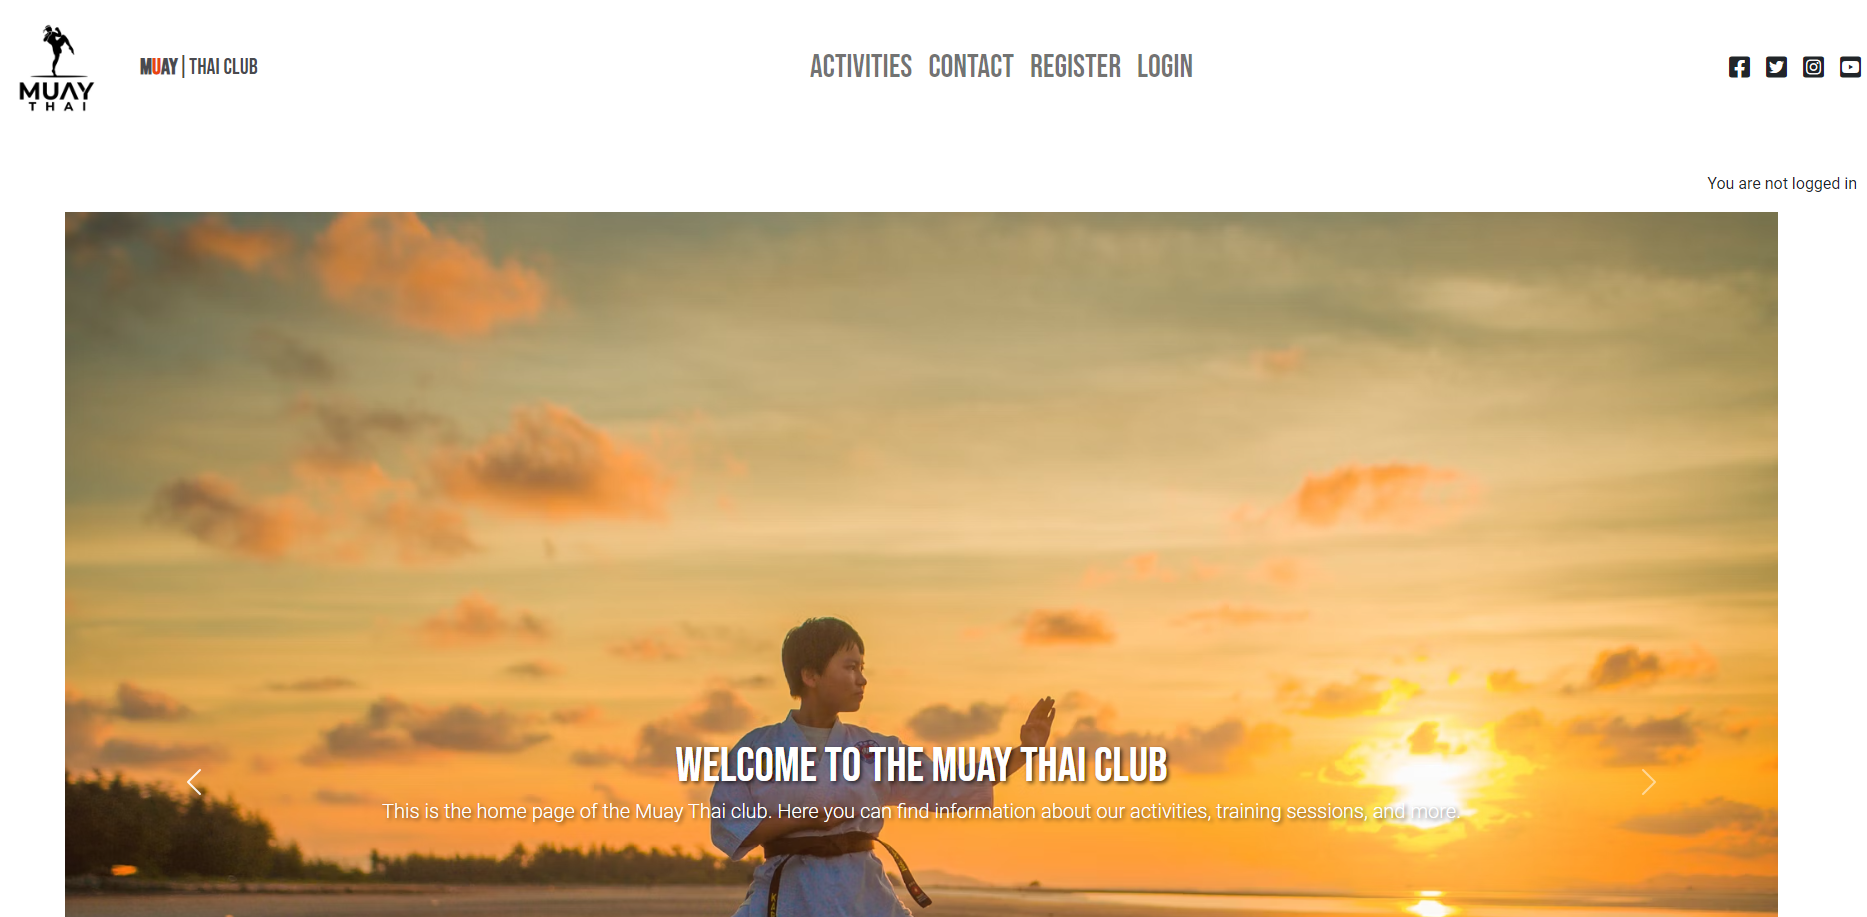 MUAY
THAI
MUAY | THAI CLUB
ACTIVITIES CONTACT REGISTER LOGIN
You are not logged in
WELCOME TO THE MUAY THAI CLUB
This is the home page of the Muay Thai club. Here you can find information about our activities, training sessions, and more.